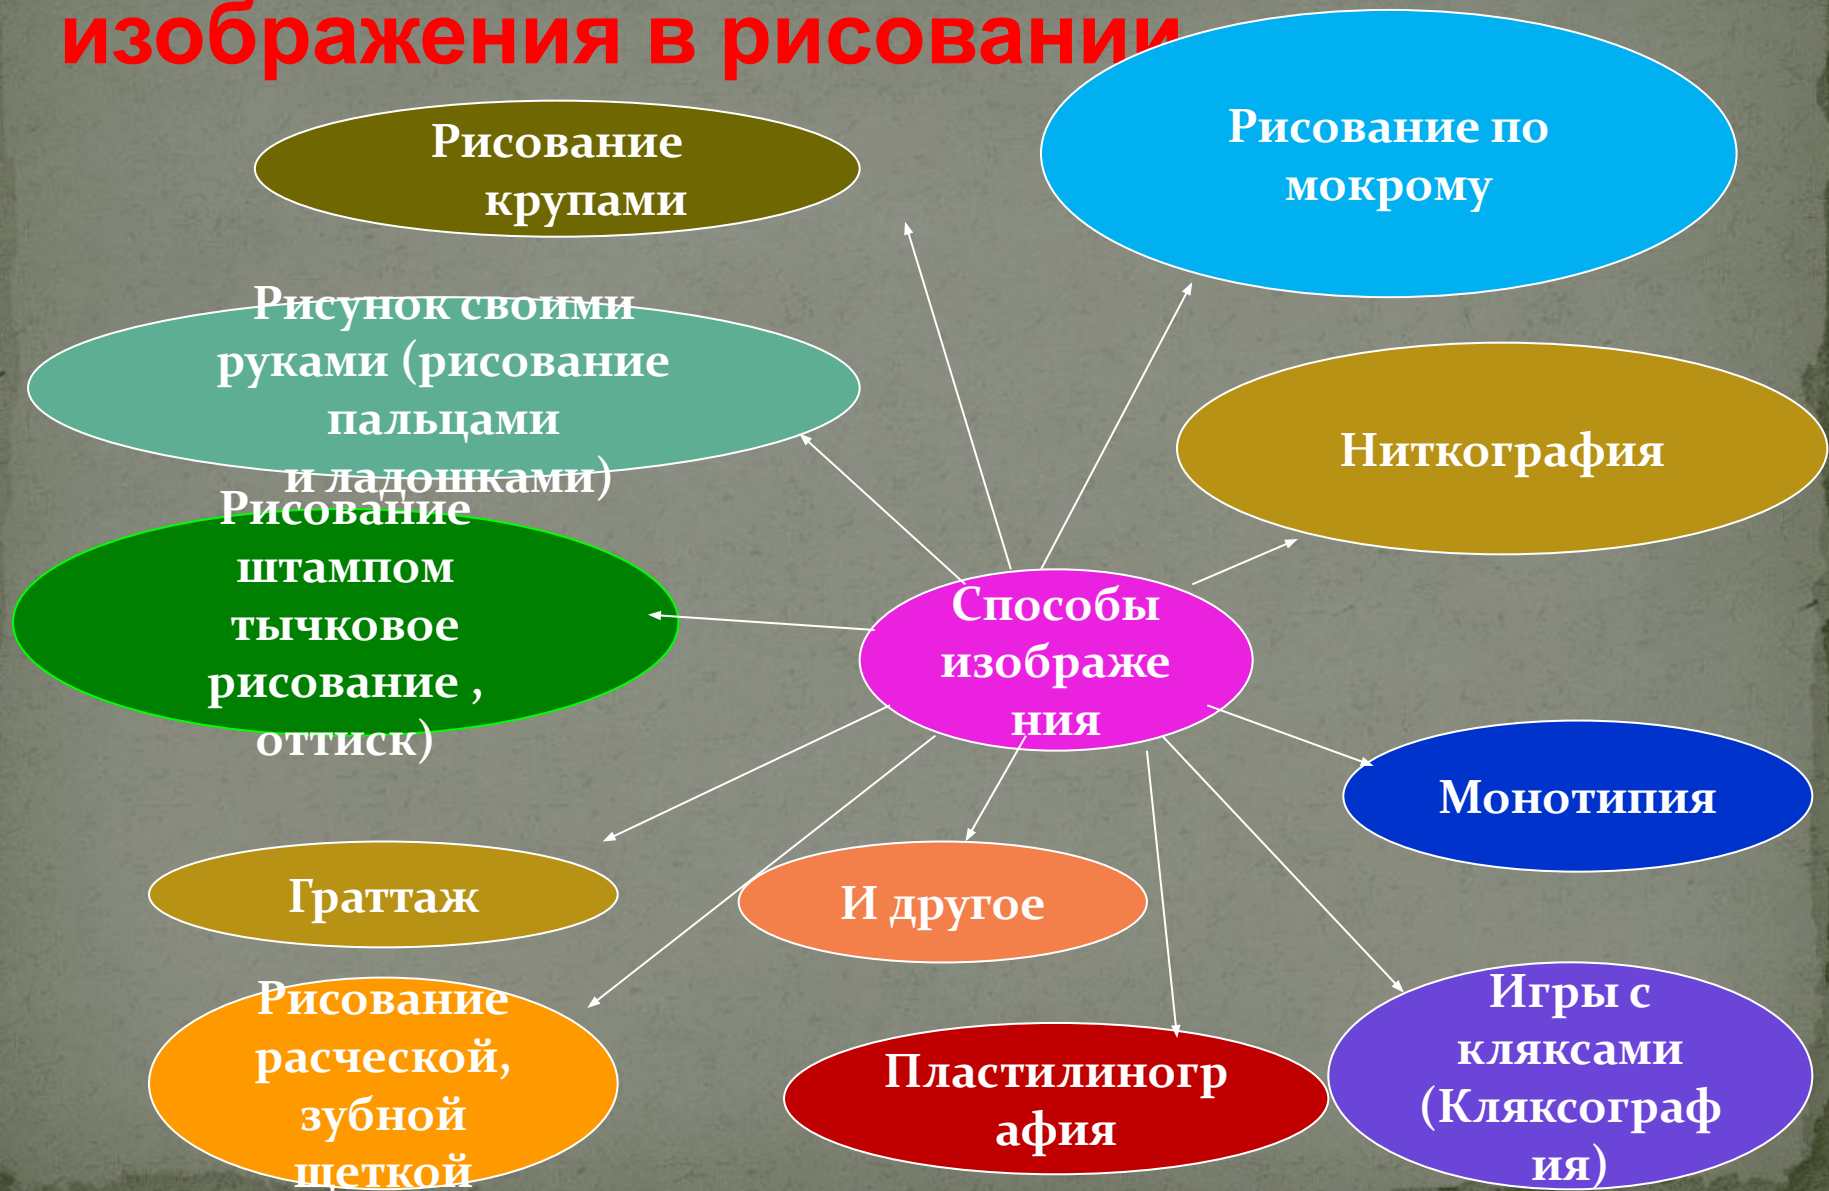 изображения в рисовании
Рисование
крупами
Рисование по
мокрому
Рисунок своими
руками (рисование
пальцами
и ладошками)
Ниткография
Рисование
штампом
тычковое
рисование ,
оттиск)
Способы
изображе
ния
Монотипия
Граттаж
И другое
Рисование
расческой,
зубной
щеткой
Пластилиногр
афия
Игры с
кляксами
(Кляксограф
ия)